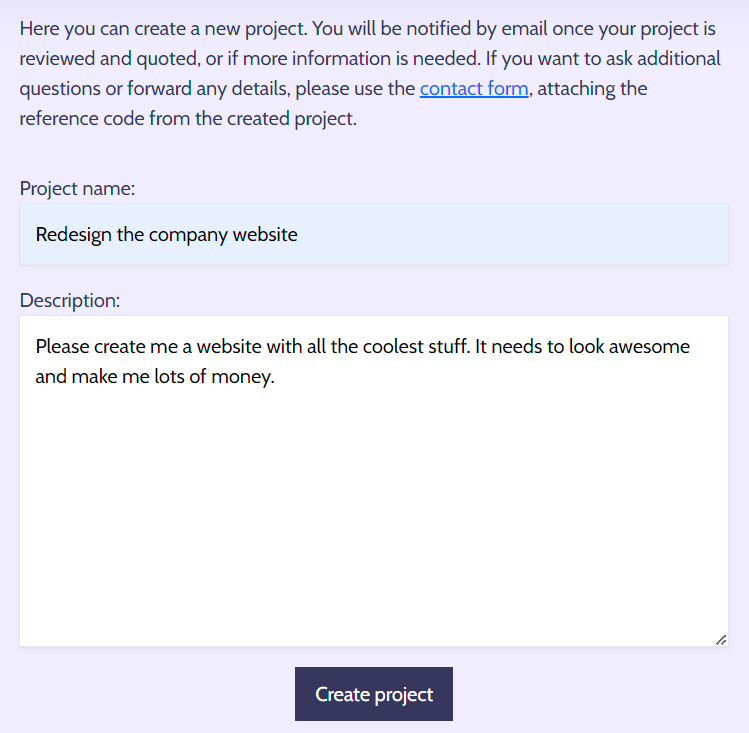 Here you can create a new project. You will be notified by email once your project is
reviewed and quoted, or if more information is needed. If you want to ask additional
questions or forward any details, please use the contact form, attaching the
reference code from the created project.
Project name:
Redesign the company website
Description:
Please create me a website with all the coolest stuff. It needs to look awesome
and make me lots of money.
Create project